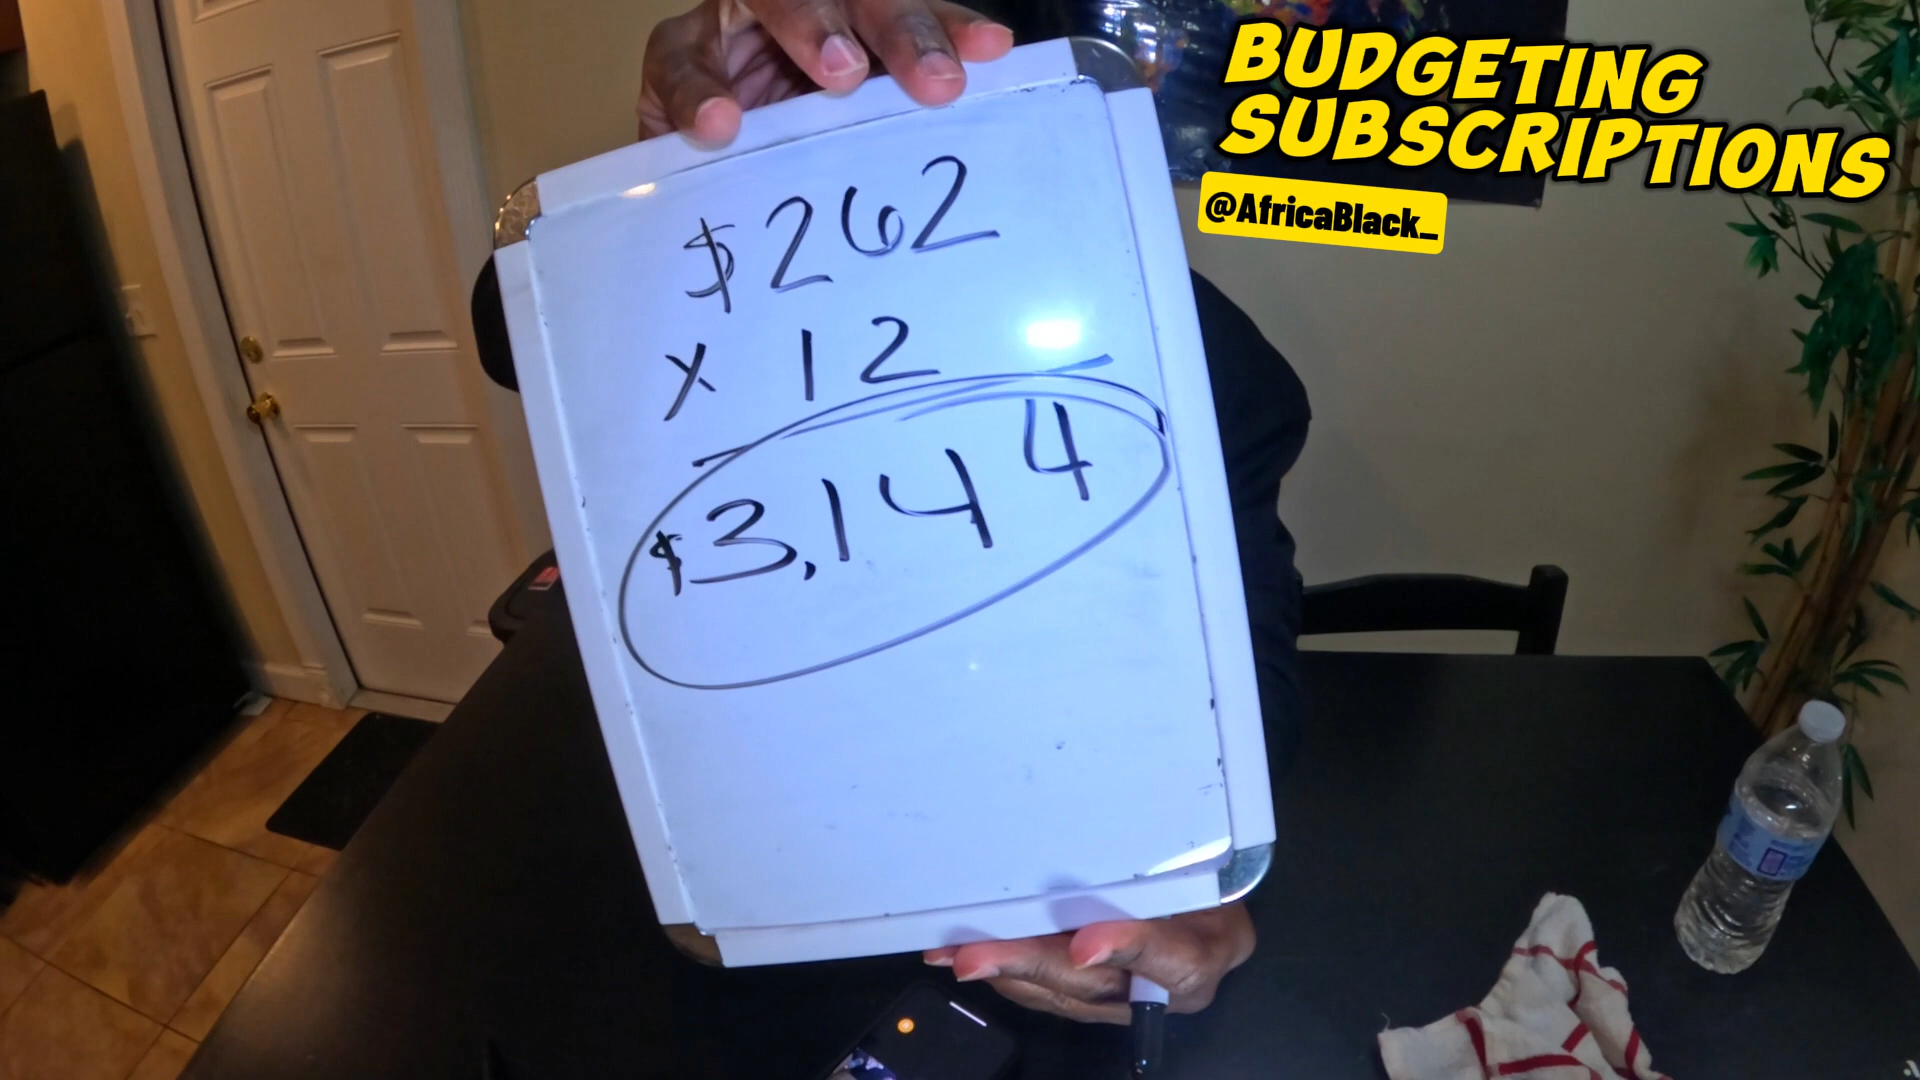 BUDGETING
SUBSCRIPTIONS
@AfricaBlack_
$262
x 12
$3,144